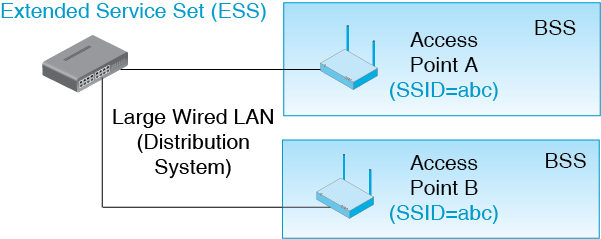 Extended Service Set (ESS)
BSS
Access
Point A
(SSID=abc)
Large Wired LAN
(Distribution
System)
BSS
Access
Point B
(SSID=abc)